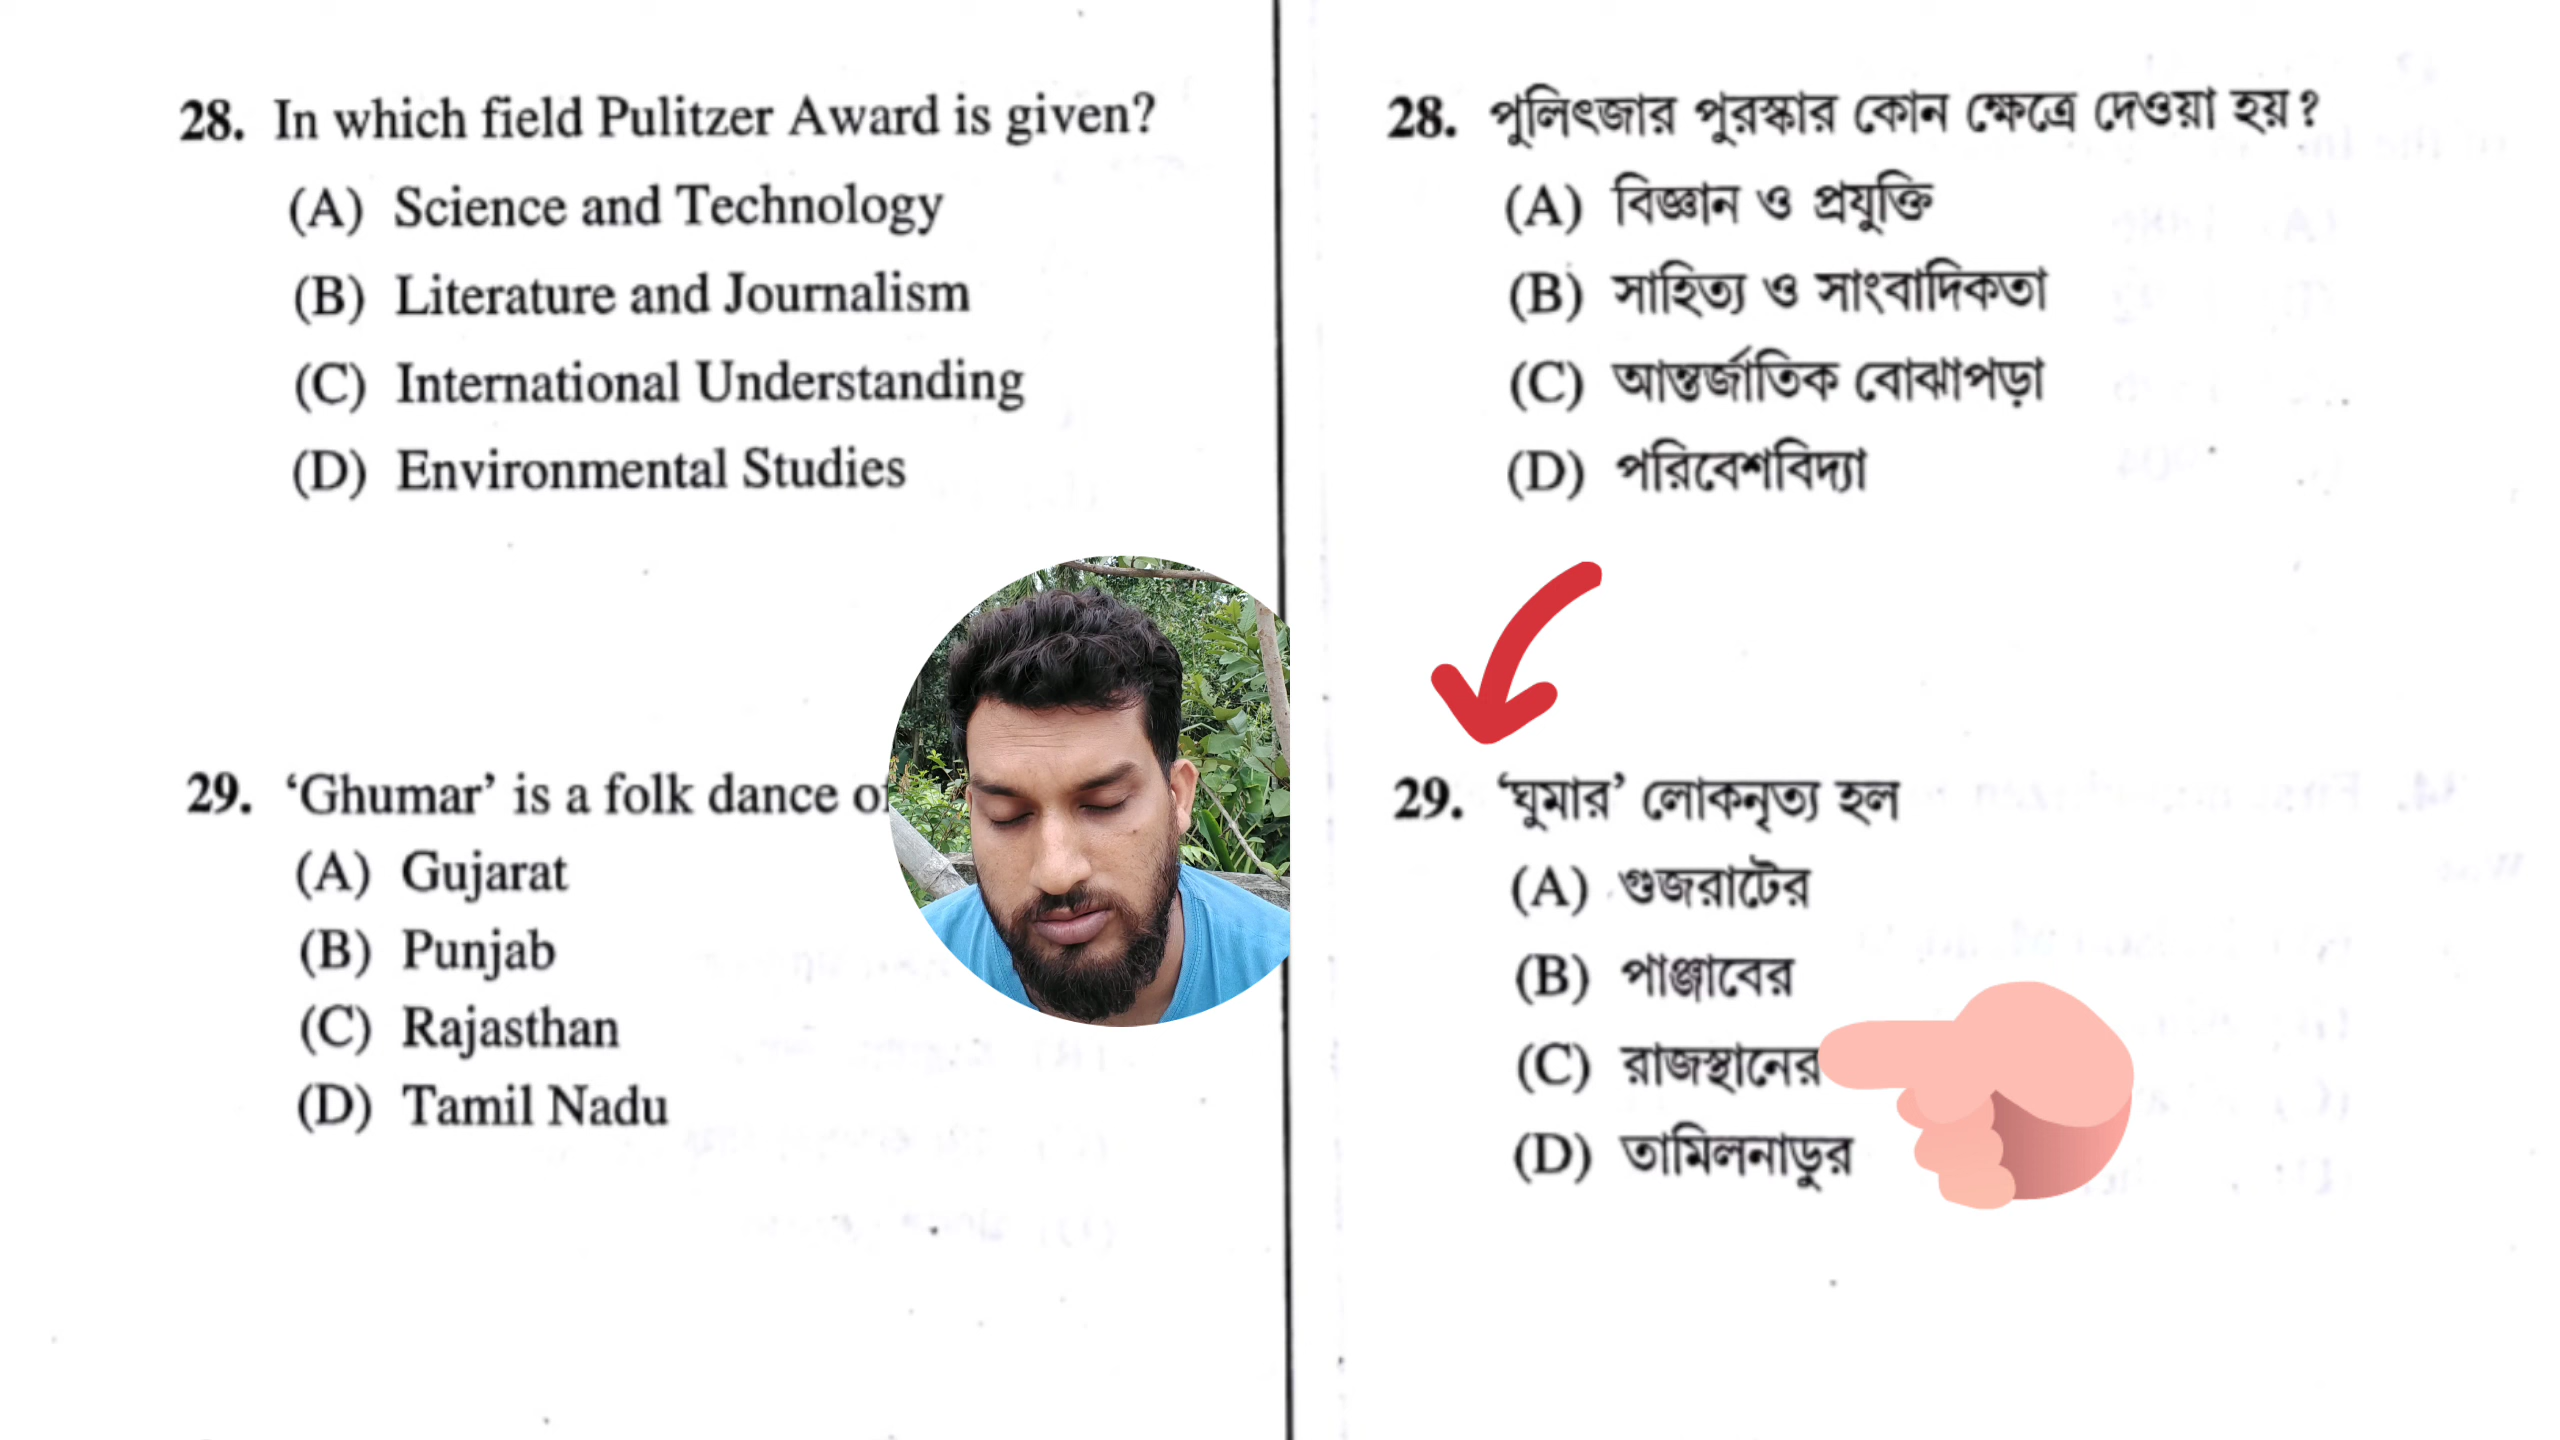 28. In which field Pulitzer Award is given?
(A) Science and Technology
(B) Literature and Journalism
(C) International Understanding
(D) Environmental Studies
29. ‘Ghumar’ is a folk dance
(A) Gujarat
(B) Punjab
(C) Rajasthan
(D) Tamil Nadu
28. পুলিৎজার পুরস্কার কোন ক্ষেত্রে দেওয়া হয়?
(A) বিজ্ঞান ও প্রযুক্তি
(B) সাহিত্য ও সাংবাদিকতা
(C) আন্তর্জাতিক বোঝাপড়া
(D) পরিবেশবিদ্যা
29. ‘ঘুমার’ লোকনৃত্য হল
(A) গুজরাটের
(B) পাঞ্জাবের
(C) রাজস্থানের
(D) তামিলনাড়ুর